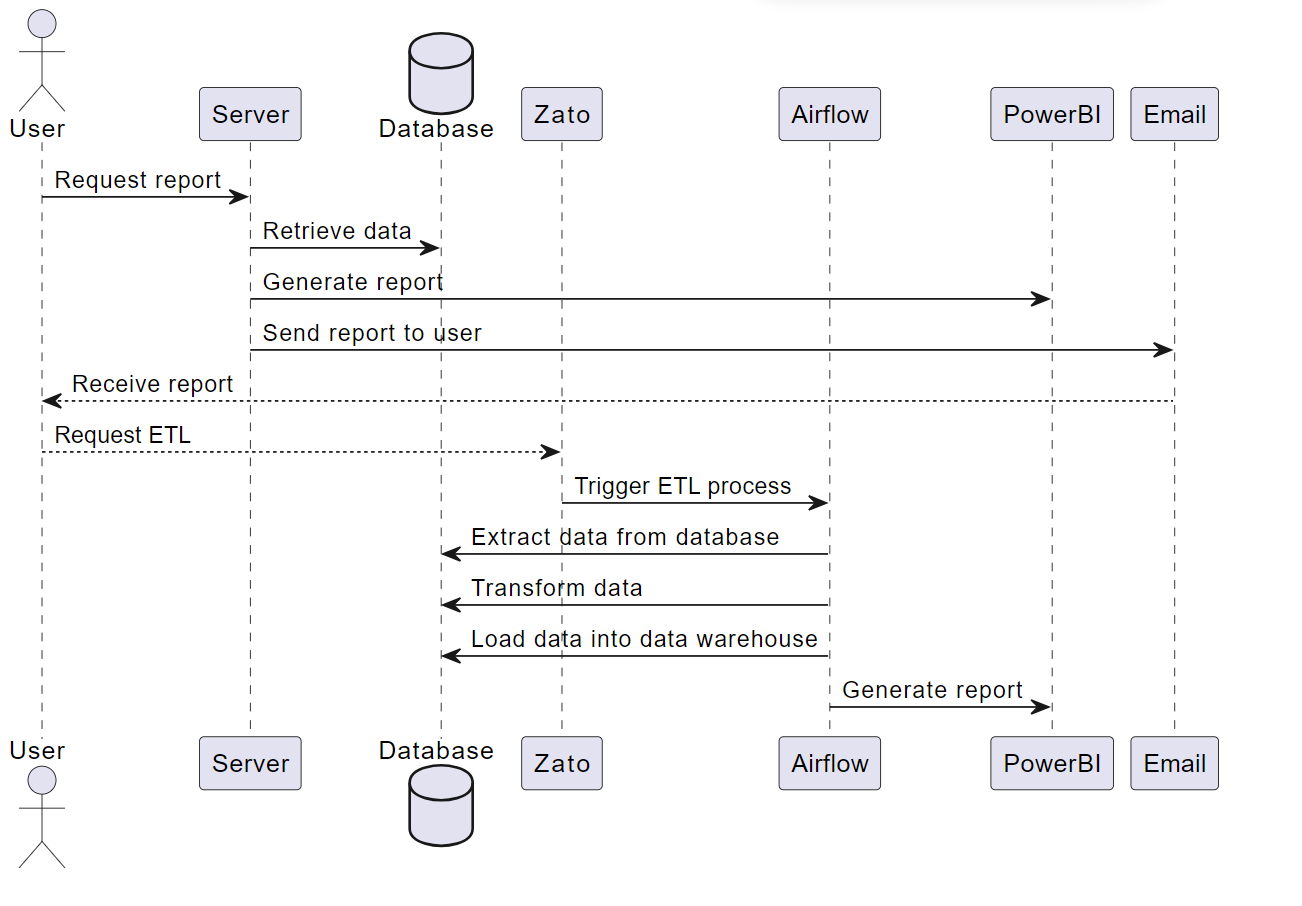 User
Server
Database
Zato
Airflow
PowerBI
Email
Request report
Retrieve data
Generate report
Send report to user
Receive report
Request ETL
Trigger ETL process
Extract data from database
Transform data
Load data into data warehouse
Generate report
User
Server
Database
Zato
Airflow
PowerBI
Email